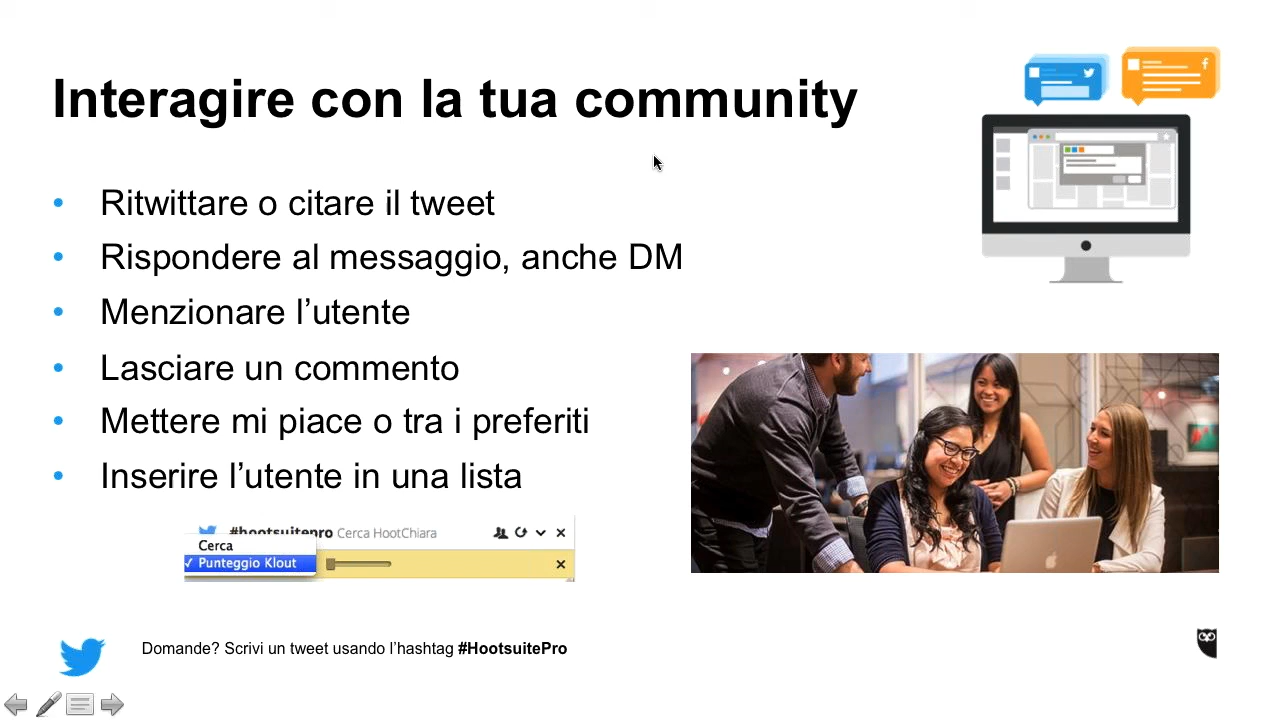 Interagire con la tua community
• Ritwittare o citare il tweet
• Rispondere al messaggio, anche DM
• Menzionare l’utente
• Lasciare un commento
• Mettere mi piace o tra i preferiti
• Inserire l’utente in una lista
#hootsuitepro Cerca HootChiara
Cerca
✓ Punteggio Klout
Domande? Scrivi un tweet usando l’hashtag #HootsuitePro